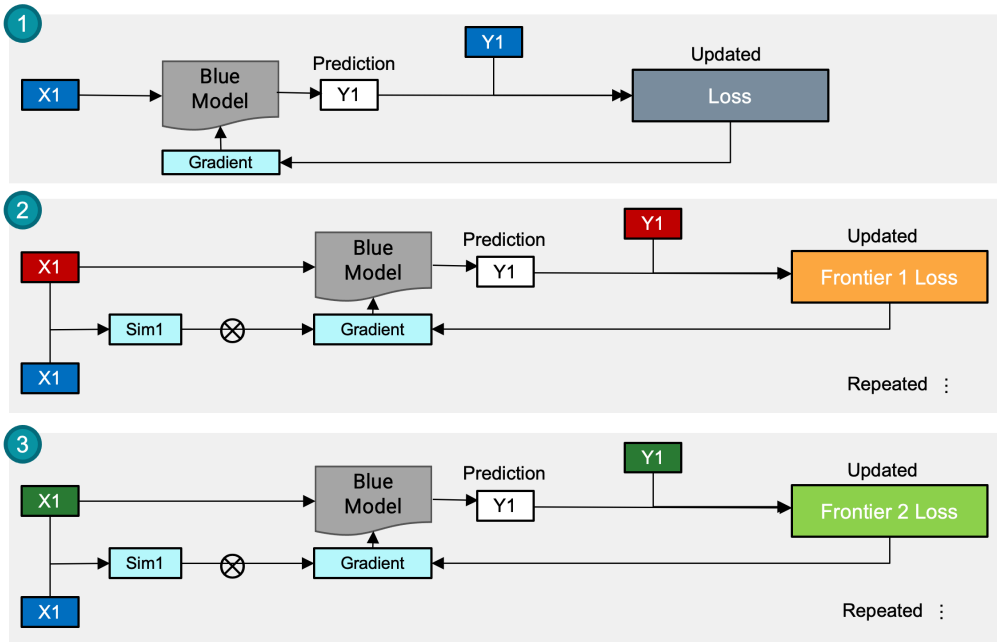 1
Y1
Updated
Prediction
X1
Blue
Model
Y1
Loss
Gradient
2
Y1
Updated
Prediction
X1
Blue
Model
Y1
Frontier 1 Loss
Sim1
Gradient
X1
Repeated ⋮
3
Y1
Updated
Prediction
X1
Blue
Model
Y1
Frontier 2 Loss
Sim1
Gradient
X1
Repeated ⋮